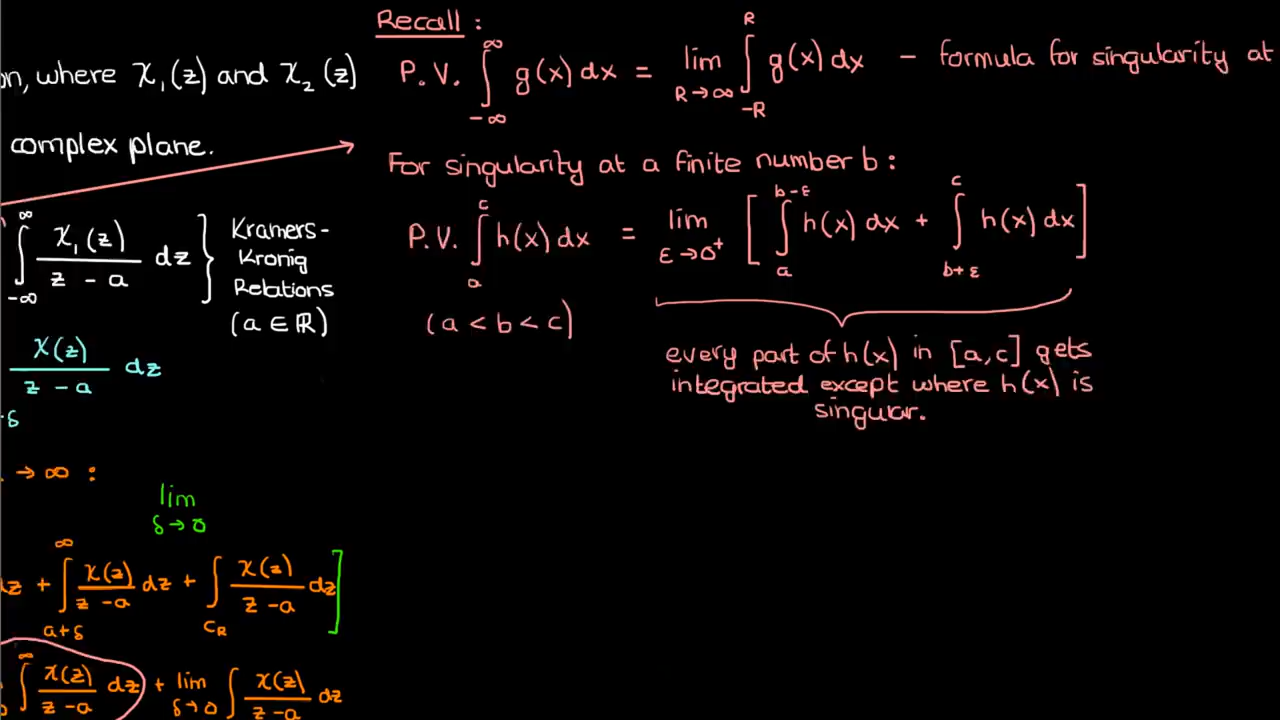 Recall :
P.V. ∫_{-∞}^{∞} g(x) dx = lim_{R→∞} ∫_{-R}^{R} g(x) dx – formula for singularity at
For singularity at a finite number b :
P.V. ∫_{a}^{c} h(x) dx = lim_{ε→0⁺} [ ∫_{a}^{b-ε} h(x) dx + ∫_{b+ε}^{c} h(x) dx ]
(a < b < c)
every part of h(x) in [a, c] gets
integrated except where h(x) is
singular.
on, where χ₁(z) and χ₂(z)
complex plane.
∫_{-∞}^{∞} χ₁(z)/(z - a) dz }
Kramers-
Kronig
Relations
(a ∈ ℝ)
χ(z)/(z - a) dz
→ ∞ :
lim_{δ→0}
dz + ∫_{a+δ}^{∞} χ(z)/(z - a) dz + ∫_{C_R} χ(z)/(z - a) dz ]
∫^{∞} χ(z)/(z - a) dz + lim_{δ→0} ∫ χ(z)/(z - a) dz